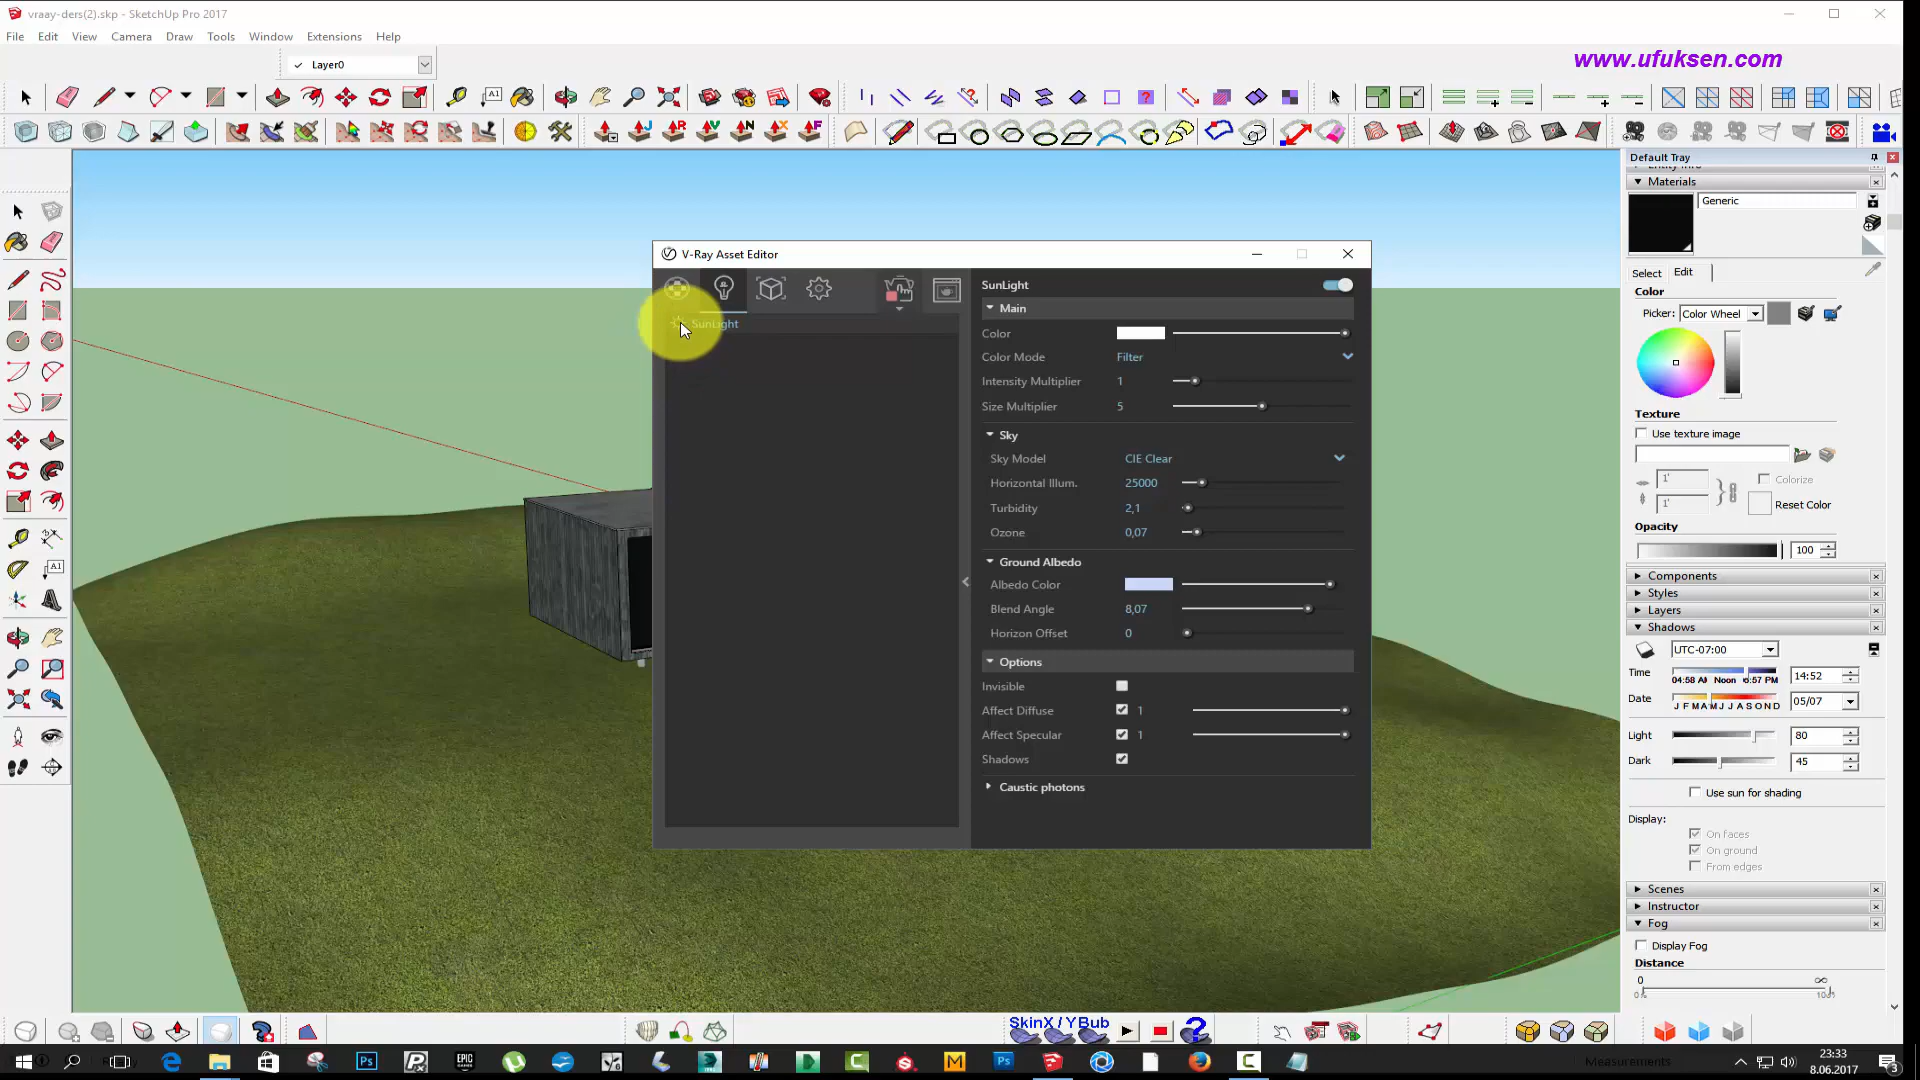 vraay-ders(2).skp - SketchUp Pro 2017
www.ufuksen.com
File Edit View Camera Draw Tools Window Extensions Help
Layer0
Default Tray
Materials
Generic
V-Ray Asset Editor
Select Edit
SunLight
SunLight
Main
Color
Color Mode Filter
Intensity Multiplier 1
Size Multiplier 5
Sky
Sky Model CIE Clear
Horizontal Illum. 25000
Turbidity 2,1
Ozone 0,07
Ground Albedo
Albedo Color
Blend Angle 8,07
Horizon Offset 0
Options
Invisible
Affect Diffuse 1
Affect Specular 1
Shadows
Caustic photons
Color
Picker: Color Wheel
Texture
Use texture image
1'
Colorize
1'
Reset Color
Opacity
100
Components
Styles
Layers
Shadows
UTC-07:00
Time
Noon
14:52
Date
J F M A M J J A S O N D
05/07
Light 80
Dark 45
Use sun for shading
Display:
On faces
On ground
From edges
Scenes
Instructor
Fog
Display Fog
Distance
0 ∞
SkinX / YBub
Measurements
23:33
8.06.2017